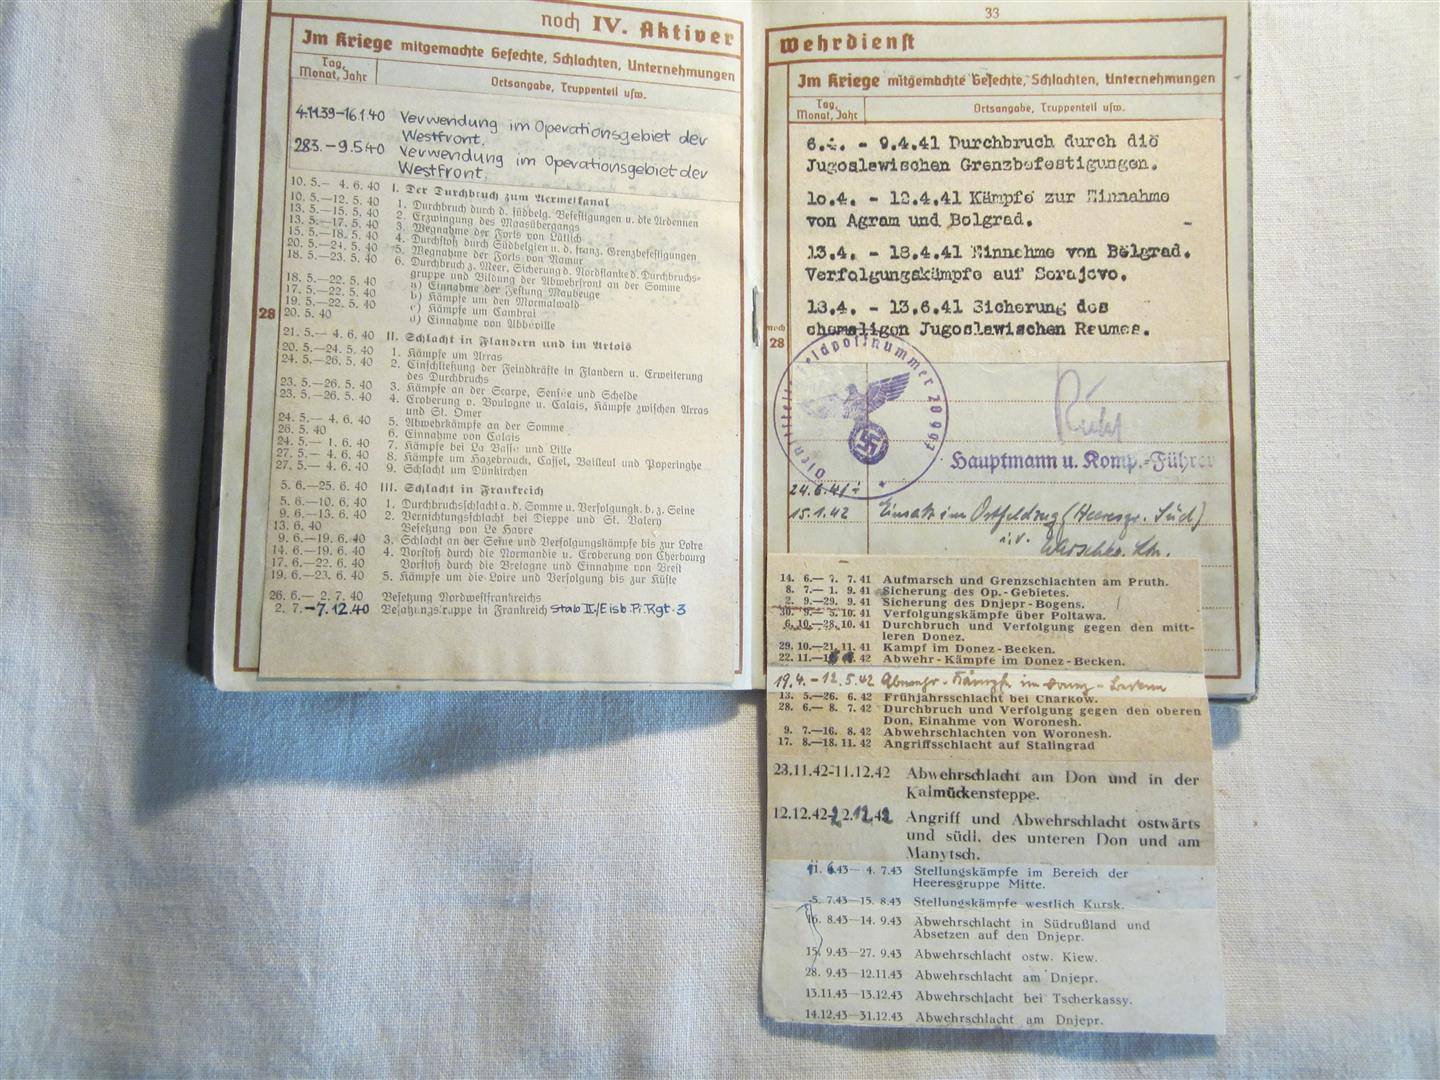 noch IV. Aktiver
Im Kriege mitgemachte Gefechte, Schlachten, Unternehmungen
Tag, Monat, Jahr
Ortsangabe, Truppenteil usw.
4.11.39-16.1.40 Verwendung im Operationsgebiet der
Westfront.
28.3.-9.5.40 Verwendung im Operationsgebiet der
Westfront.
28
10. 5.— 4. 6. 40 I. Der Durchbruch zum Aermelkanal
10. 5.—12. 5. 40 1. Durchbruch durch d. südbelg. Befestigungen u. die Ardennen
13. 5.—15. 5. 40 2. Erzwingung des Maasübergangs
13. 5.—17. 5. 40 3. Wegnahme der Forts von Lüttich
15. 5.—18. 5. 40 4. Durchstoß durch Südbelgien u. d. franz. Grenzbefestigungen
20. 5.—24. 5. 40 5. Wegnahme der Forts von Namur
18. 5.—23. 5. 40 6. Durchbruch z. Meer, Sicherung d. Nordflanke d. Durchbruchs-
gruppe und Bildung der Abwehrfront an der Somme
18. 5.—22. 5. 40 a) Einnahme der Festung Maubeuge
17. 5.—22. 5. 40 b) Kämpfe um den Mormalwald
19. 5.—22. 5. 40 c) Kämpfe um Cambrai
20. 5. 40 d) Einnahme von Abbéville
21. 5.— 4. 6. 40 II. Schlacht in Flandern und im Artois
20. 5.—24. 5. 40 1. Kämpfe um Arras
24. 5.—26. 5. 40 2. Einschließung der Feindkräfte in Flandern u. Erweiterung
des Durchbruchs
23. 5.—26. 5. 40 3. Kämpfe an der Scarpe, Sensée und Schelde
23. 5.—26. 5. 40 4. Eroberung v. Boulogne u. Calais, Kämpfe zwischen Arras
und St. Omer
24. 5.— 4. 6. 40 5. Abwehrkämpfe an der Somme
26. 5. 40 6. Einnahme von Calais
24. 5.— 1. 6. 40 7. Kämpfe bei La Bassée und Lille
27. 5.— 4. 6. 40 8. Kämpfe um Hazebrouck, Cassel, Bailleul und Poperinghe
27. 5.— 4. 6. 40 9. Schlacht um Dünkirchen
5. 6.—25. 6. 40 III. Schlacht in Frankreich
5. 6.—10. 6. 40 1. Durchbruchsschlacht a. d. Somme u. Verfolgungk. b. z. Seine
9. 6.—13. 6. 40 2. Vernichtungsschlacht bei Dieppe und St. Valery
13. 6. 40 Besetzung von Le Havre
9. 6.—19. 6. 40 3. Schlacht an der Seine und Verfolgungskämpfe bis zur Loire
14. 6.—19. 6. 40 4. Vorstoß durch die Normandie u. Eroberung von Cherbourg
17. 6.—22. 6. 40 Vorstoß durch die Bretagne und Einnahme von Brest
19. 6.—23. 6. 40 5. Kämpfe um die Loire und Verfolgung bis zur Küste
26. 6.— 2. 7. 40 Besetzung Nordwestfrankreichs
2. 7.-7.12.40 Besatzungstruppe in Frankreich Stab II/Eisb.Pi.Rgt.3
33
Wehrdienst
Im Kriege mitgemachte Gefechte, Schlachten, Unternehmungen
Tag, Monat, Jahr
Ortsangabe, Truppenteil usw.
6.4. - 9.4.41 Durchbruch durch die
Jugoslawischen Grenzbefestigungen.
10.4. - 12.4.41 Kämpfe zur Einnahme
von Agram und Belgrad.
13.4. - 18.4.41 Einnahme von Belgrad.
Verfolgungskämpfe auf Sorajevo.
18.4. - 13.6.41 Sicherung des
ehemaligen Jugoslawischen Raumes.
noch 28
Dienststelle Feldpostnummer 20997
Hauptmann u. Komp.-Führer
24.6.41-
15.1.42 Einsatz im Ostfeldzug (Heeresgr. Süd)
i.V.
14. 6.— 7. 7. 41 Aufmarsch und Grenzschlachten am Pruth.
8. 7.— 1. 9. 41 Sicherung des Op.-Gebietes.
2. 9.—29. 9. 41 Sicherung des Dnjepr-Bogens.
30. 9.— 5. 10. 41 Verfolgungskämpfe über Poltawa.
6. 10.—28. 10. 41 Durchbruch und Verfolgung gegen den mitt-
leren Donez.
29. 10.—21. 11. 41 Kampf im Donez-Becken.
22. 11.— 42 Abwehr-Kämpfe im Donez-Becken.
19.4.-12.5.42 Abwehr-Kämpfe im Donez-Becken
13. 5.—26. 6. 42 Frühjahrsschlacht bei Charkow.
28. 6.— 8. 7. 42 Durchbruch und Verfolgung gegen den oberen
Don, Einahme von Woronesh.
9. 7.—16. 8. 42 Abwehrschlachten von Woronesh.
17. 8.—18. 11. 42 Angriffsschlacht auf Stalingrad
23.11.42-11.12.42 Abwehrschlacht am Don und in der
Kalmückensteppe.
12.12.42-22.12.42 Angriff und Abwehrschlacht ostwärts
und südl. des unteren Don und am
Manytsch.
11. 6.43— 4. 7.43 Stellungskämpfe im Bereich der
Heeresgruppe Mitte.
5. 7.43—15. 8.43 Stellungskämpfe westlich Kursk.
16. 8.43—14. 9.43 Abwehrschlacht in Südrußland und
Absetzen auf den Dnjepr.
15. 9.43—27. 9.43 Abwehrschlacht ostw. Kiew.
28. 9.43—12.11.43 Abwehrschlacht am Dnjepr.
13.11.43—13.12.43 Abwehrschlacht bei Tscherkassy.
14.12.43—31.12.43 Abwehrschlacht am Dnjepr.